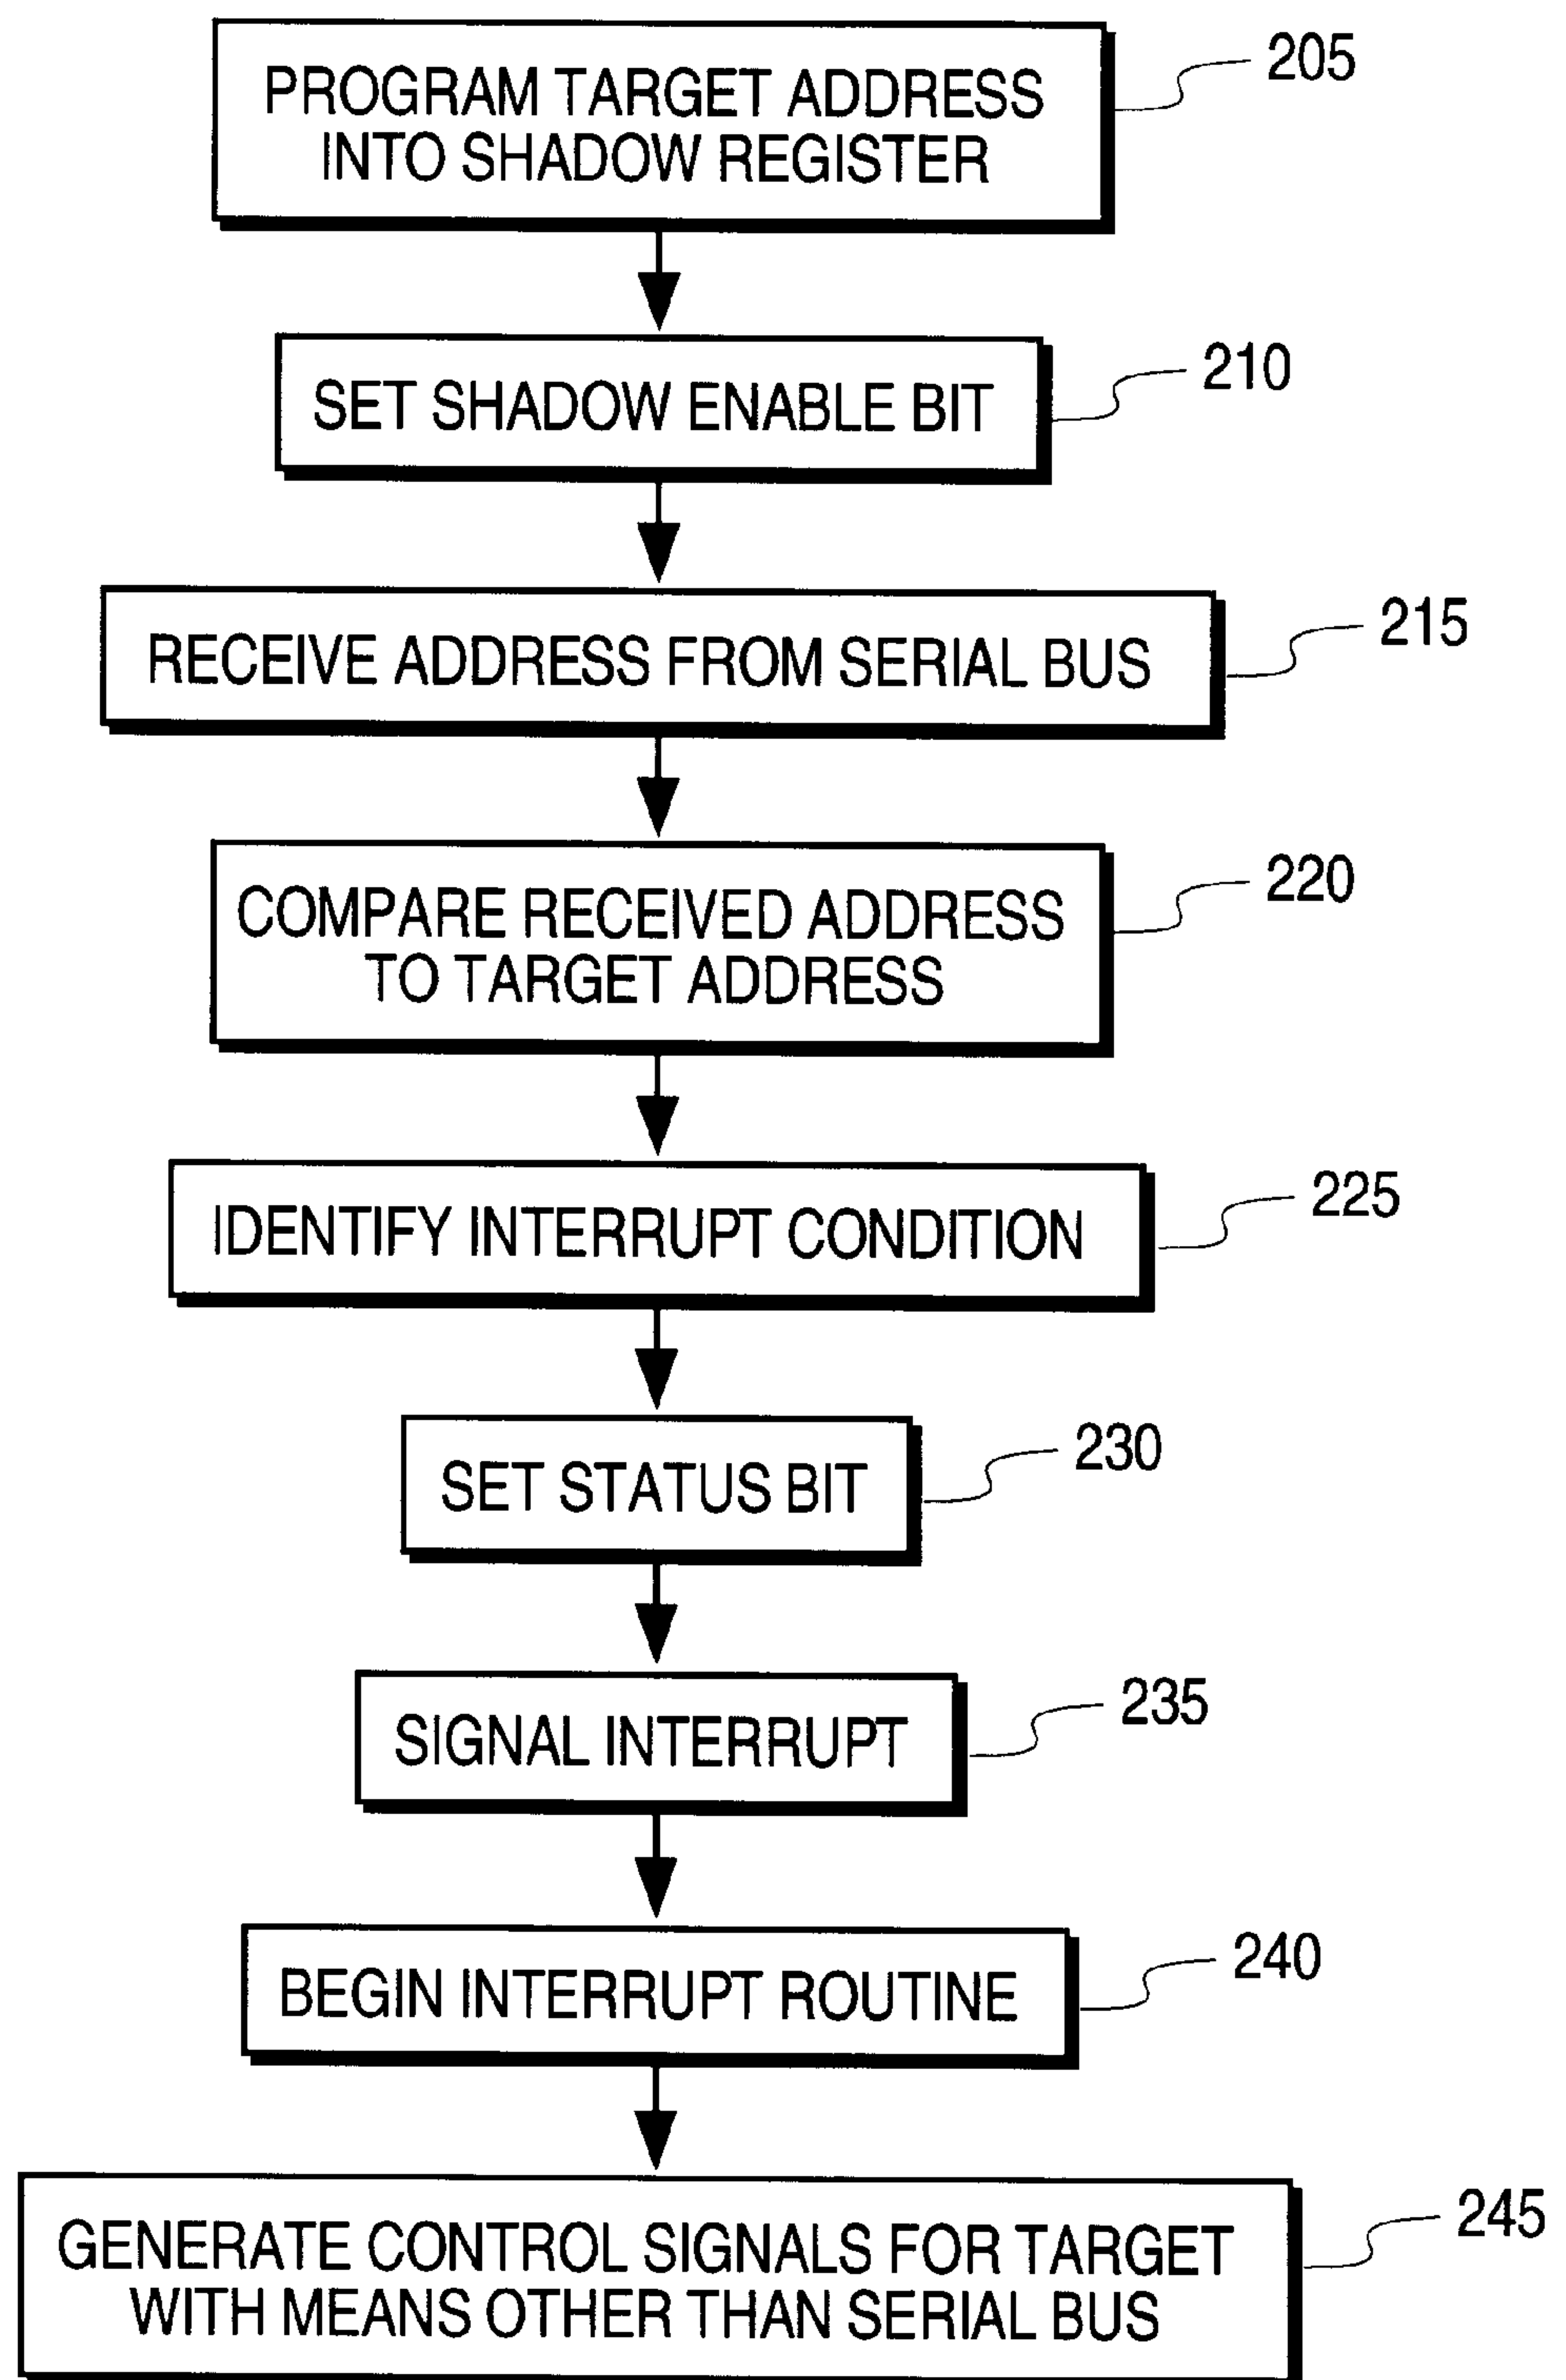 PROGRAM TARGET ADDRESS
INTO SHADOW REGISTER
205
SET SHADOW ENABLE BIT
210
RECEIVE ADDRESS FROM SERIAL BUS
215
COMPARE RECEIVED ADDRESS
TO TARGET ADDRESS
220
IDENTIFY INTERRUPT CONDITION
225
SET STATUS BIT
230
SIGNAL INTERRUPT
235
BEGIN INTERRUPT ROUTINE
240
GENERATE CONTROL SIGNALS FOR TARGET
WITH MEANS OTHER THAN SERIAL BUS
245